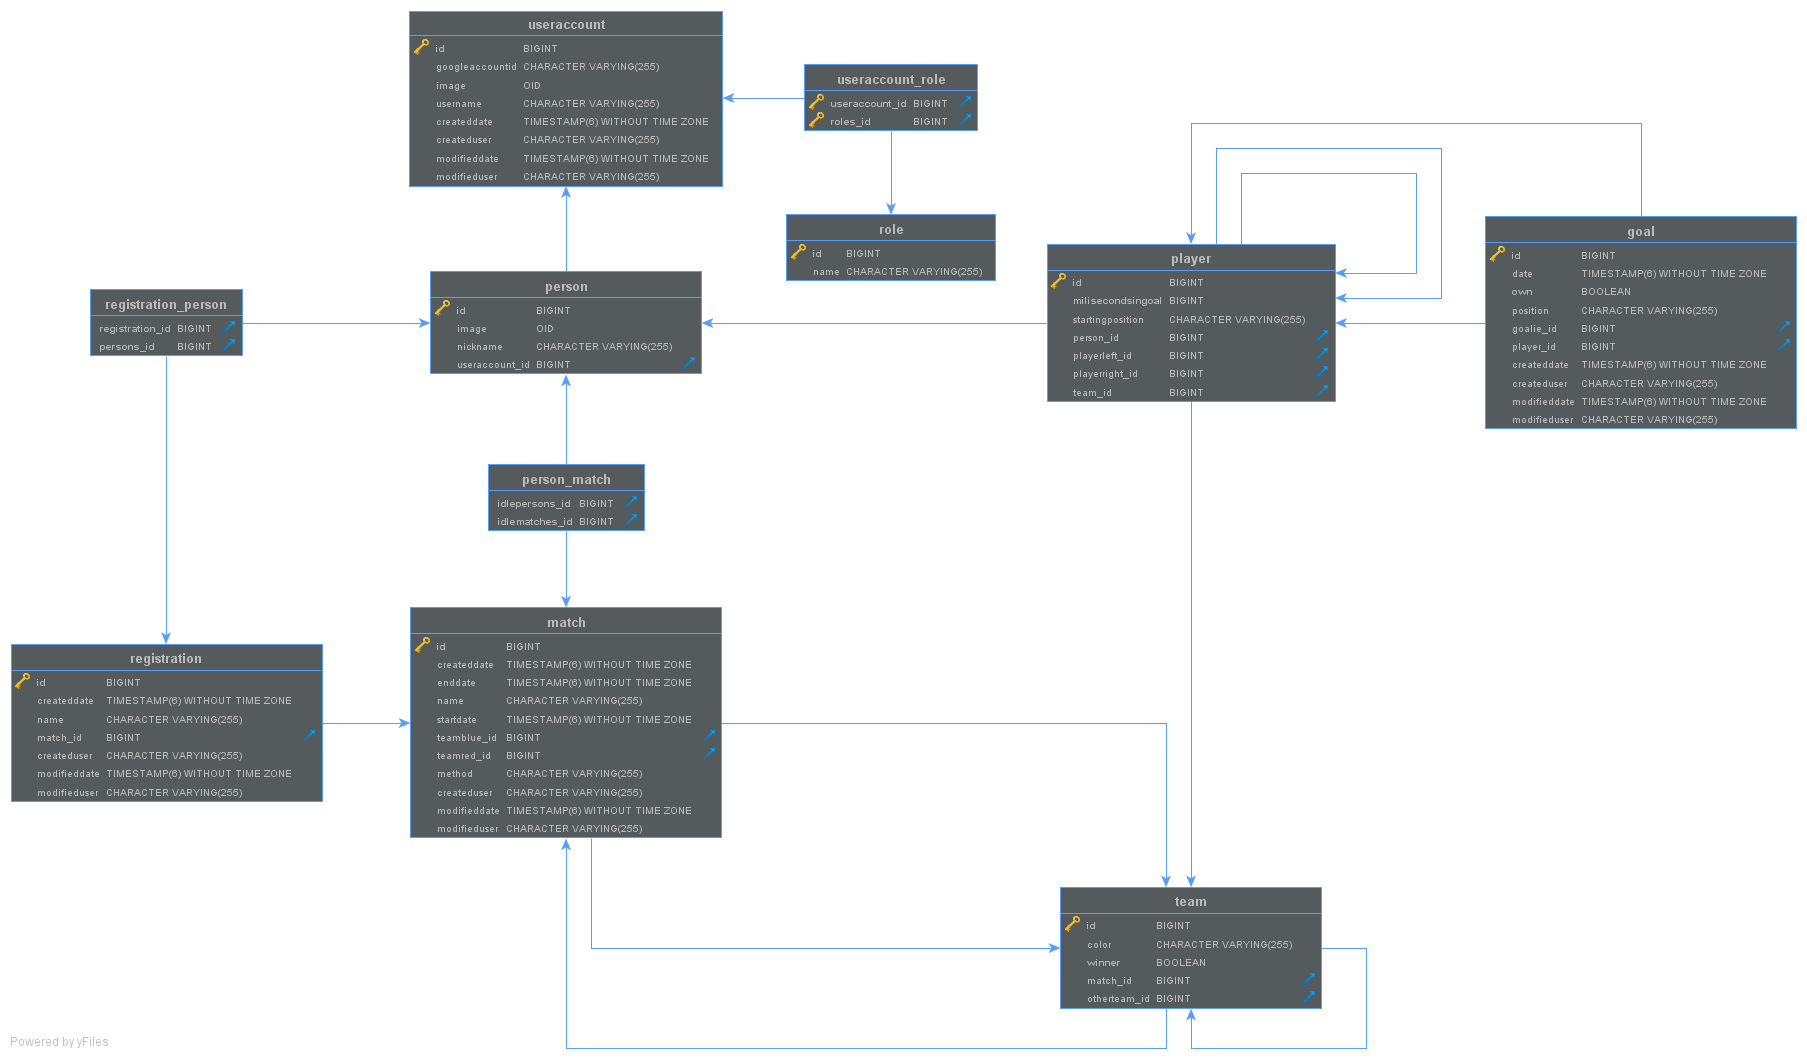 useraccount
id BIGINT
googleaccountid CHARACTER VARYING(255)
image OID
username CHARACTER VARYING(255)
createddate TIMESTAMP(6) WITHOUT TIME ZONE
createduser CHARACTER VARYING(255)
modifieddate TIMESTAMP(6) WITHOUT TIME ZONE
modifieduser CHARACTER VARYING(255)
useraccount_role
useraccount_id BIGINT
roles_id BIGINT
role
id BIGINT
name CHARACTER VARYING(255)
person
id BIGINT
image OID
nickname CHARACTER VARYING(255)
useraccount_id BIGINT
registration_person
registration_id BIGINT
persons_id BIGINT
player
id BIGINT
milisecondsingoal BIGINT
startingposition CHARACTER VARYING(255)
person_id BIGINT
playerleft_id BIGINT
playerright_id BIGINT
team_id BIGINT
goal
id BIGINT
date TIMESTAMP(6) WITHOUT TIME ZONE
own BOOLEAN
position CHARACTER VARYING(255)
goalie_id BIGINT
player_id BIGINT
createddate TIMESTAMP(6) WITHOUT TIME ZONE
createduser CHARACTER VARYING(255)
modifieddate TIMESTAMP(6) WITHOUT TIME ZONE
modifieduser CHARACTER VARYING(255)
person_match
idlepersons_id BIGINT
idlematches_id BIGINT
registration
id BIGINT
createddate TIMESTAMP(6) WITHOUT TIME ZONE
name CHARACTER VARYING(255)
match_id BIGINT
createduser CHARACTER VARYING(255)
modifieddate TIMESTAMP(6) WITHOUT TIME ZONE
modifieduser CHARACTER VARYING(255)
match
id BIGINT
createddate TIMESTAMP(6) WITHOUT TIME ZONE
enddate TIMESTAMP(6) WITHOUT TIME ZONE
name CHARACTER VARYING(255)
startdate TIMESTAMP(6) WITHOUT TIME ZONE
teamblue_id BIGINT
teamred_id BIGINT
method CHARACTER VARYING(255)
createduser CHARACTER VARYING(255)
modifieddate TIMESTAMP(6) WITHOUT TIME ZONE
modifieduser CHARACTER VARYING(255)
team
id BIGINT
color CHARACTER VARYING(255)
winner BOOLEAN
match_id BIGINT
otherteam_id BIGINT
Powered by yFiles